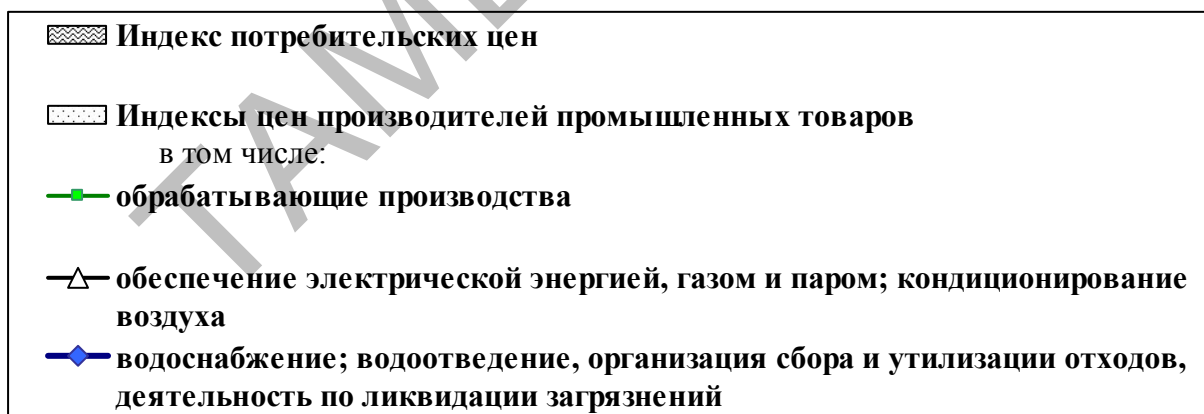 Индекс потребительских цен
Индексы цен производителей промышленных товаров
в том числе:
обрабатывающие производства
обеспечение электрической энергией, газом и паром; кондиционирование
воздуха
водоснабжение; водоотведение, организация сбора и утилизации отходов,
деятельность по ликвидации загрязнений